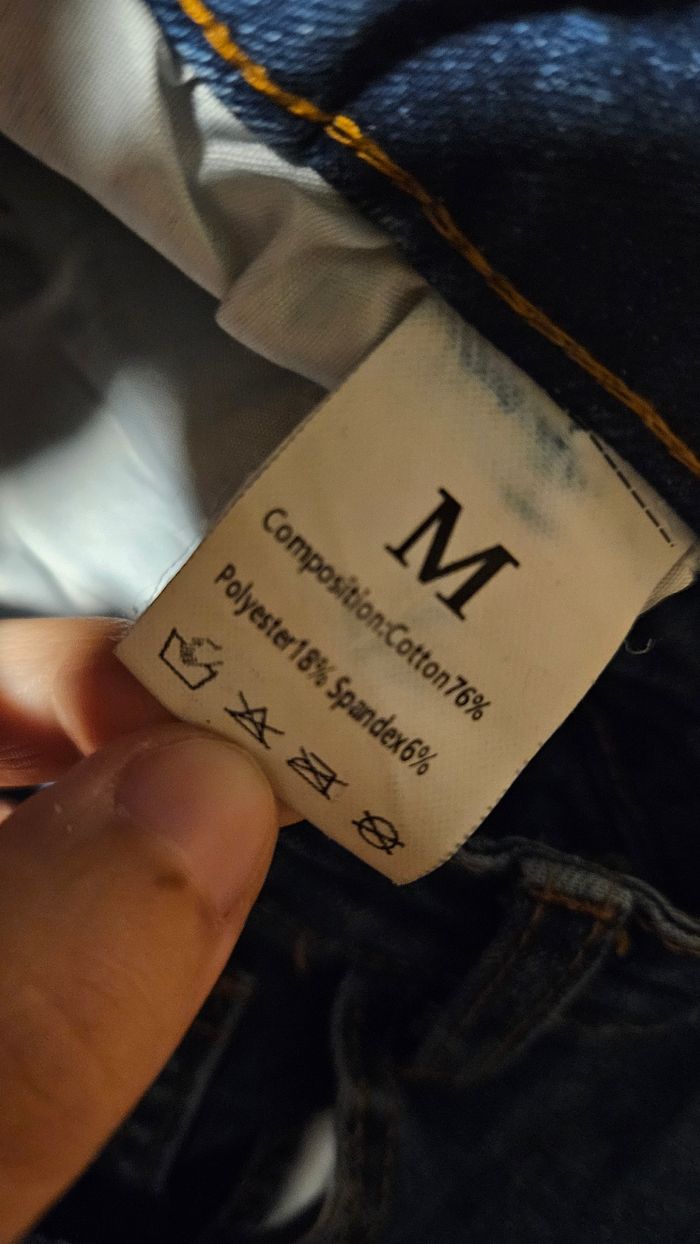 M
Composition:Cotton76%
Polyester18% Spandex6%